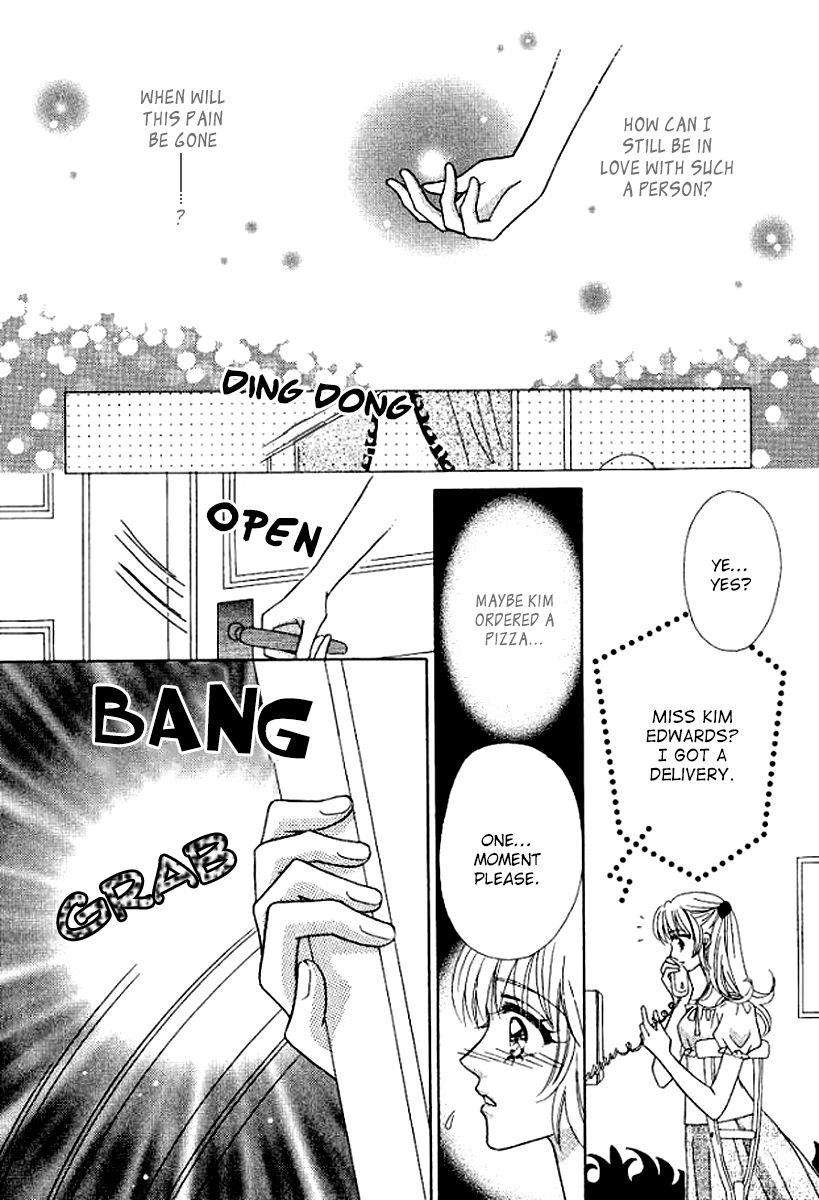 HOW CAN I
STILL BE IN
LOVE WITH SUCH
A PERSON?
WHEN WILL
THIS PAIN
BE GONE
......
?
DING DONG
YE...
YES?
MISS KIM
EDWARDS?
I GOT A
DELIVERY.
MAYBE KIM
ORDERED A
PIZZA...
ONE...
MOMENT
PLEASE.
OPEN
BANG
GRAB